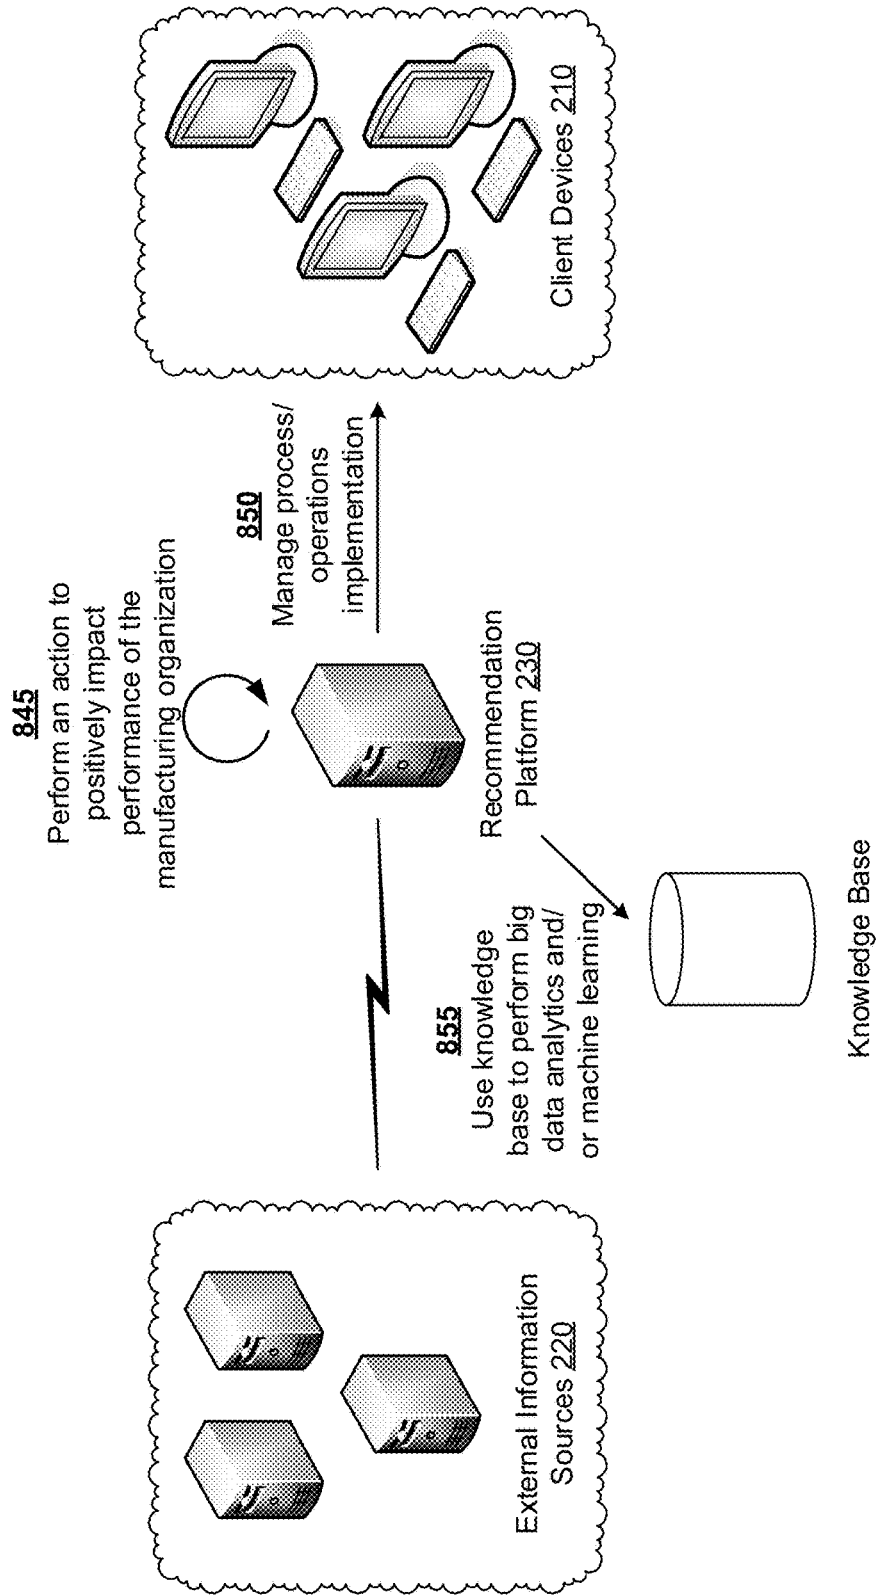 845
Perform an action to
positively impact
performance of the
manufacturing organization
850
Manage process/
operations
implementation
Recommendation
Platform 230
855
Use knowledge
base to perform big
data analytics and/
or machine learning
External Information
Sources 220
Client Devices 210
Knowledge Base